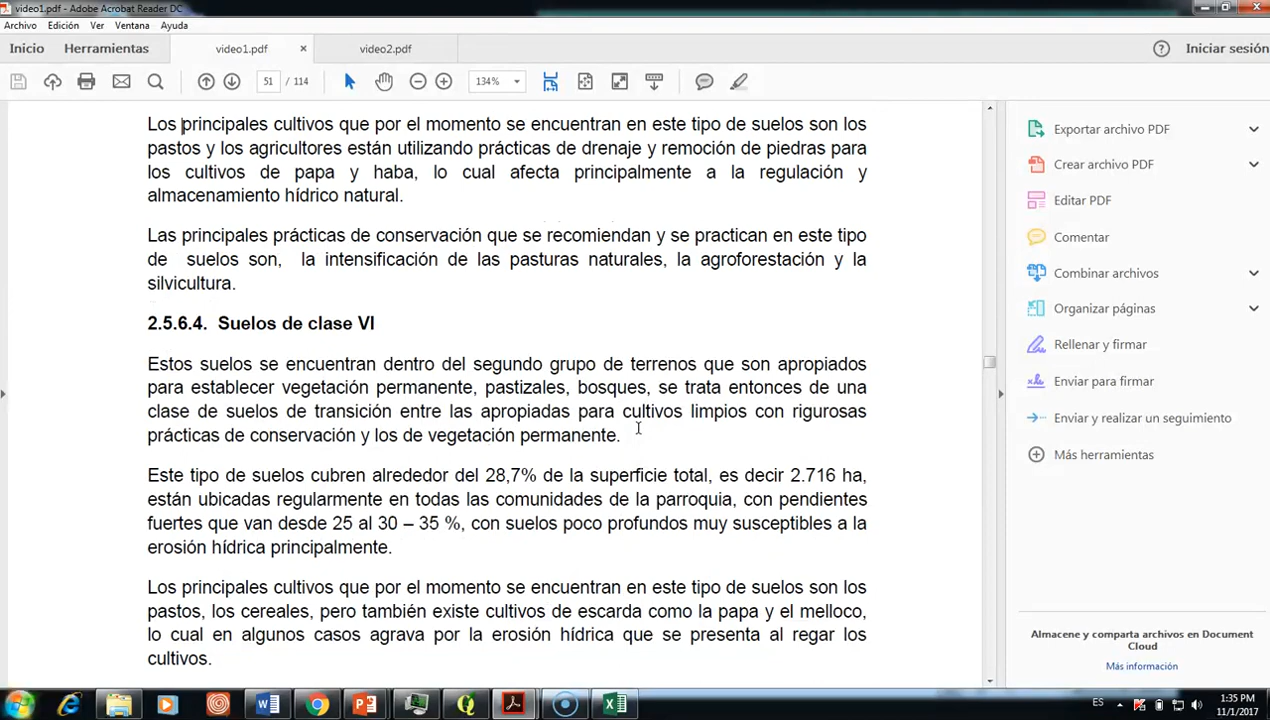 video1.pdf - Adobe Acrobat Reader DC
Archivo Edición Ver Ventana Ayuda
Inicio Herramientas video1.pdf × video2.pdf ? Iniciar sesión
51 / 114 134%
Los principales cultivos que por el momento se encuentran en este tipo de suelos son los
pastos y los agricultores están utilizando prácticas de drenaje y remoción de piedras para
los cultivos de papa y haba, lo cual afecta principalmente a la regulación y
almacenamiento hídrico natural.
Las principales prácticas de conservación que se recomiendan y se practican en este tipo
de suelos son, la intensificación de las pasturas naturales, la agroforestación y la
silvicultura.
2.5.6.4. Suelos de clase VI
Estos suelos se encuentran dentro del segundo grupo de terrenos que son apropiados
para establecer vegetación permanente, pastizales, bosques, se trata entonces de una
clase de suelos de transición entre las apropiadas para cultivos limpios con rigurosas
prácticas de conservación y los de vegetación permanente.
Este tipo de suelos cubren alrededor del 28,7% de la superficie total, es decir 2.716 ha,
están ubicadas regularmente en todas las comunidades de la parroquia, con pendientes
fuertes que van desde 25 al 30 – 35 %, con suelos poco profundos muy susceptibles a la
erosión hídrica principalmente.
Los principales cultivos que por el momento se encuentran en este tipo de suelos son los
pastos, los cereales, pero también existe cultivos de escarda como la papa y el melloco,
lo cual en algunos casos agrava por la erosión hídrica que se presenta al regar los
cultivos.
Exportar archivo PDF
Crear archivo PDF
Editar PDF
Comentar
Combinar archivos
Organizar páginas
Rellenar y firmar
Enviar para firmar
Enviar y realizar un seguimiento
Más herramientas
Almacene y comparta archivos en Document
Cloud
Más información
ES 1:35 PM
11/1/2017